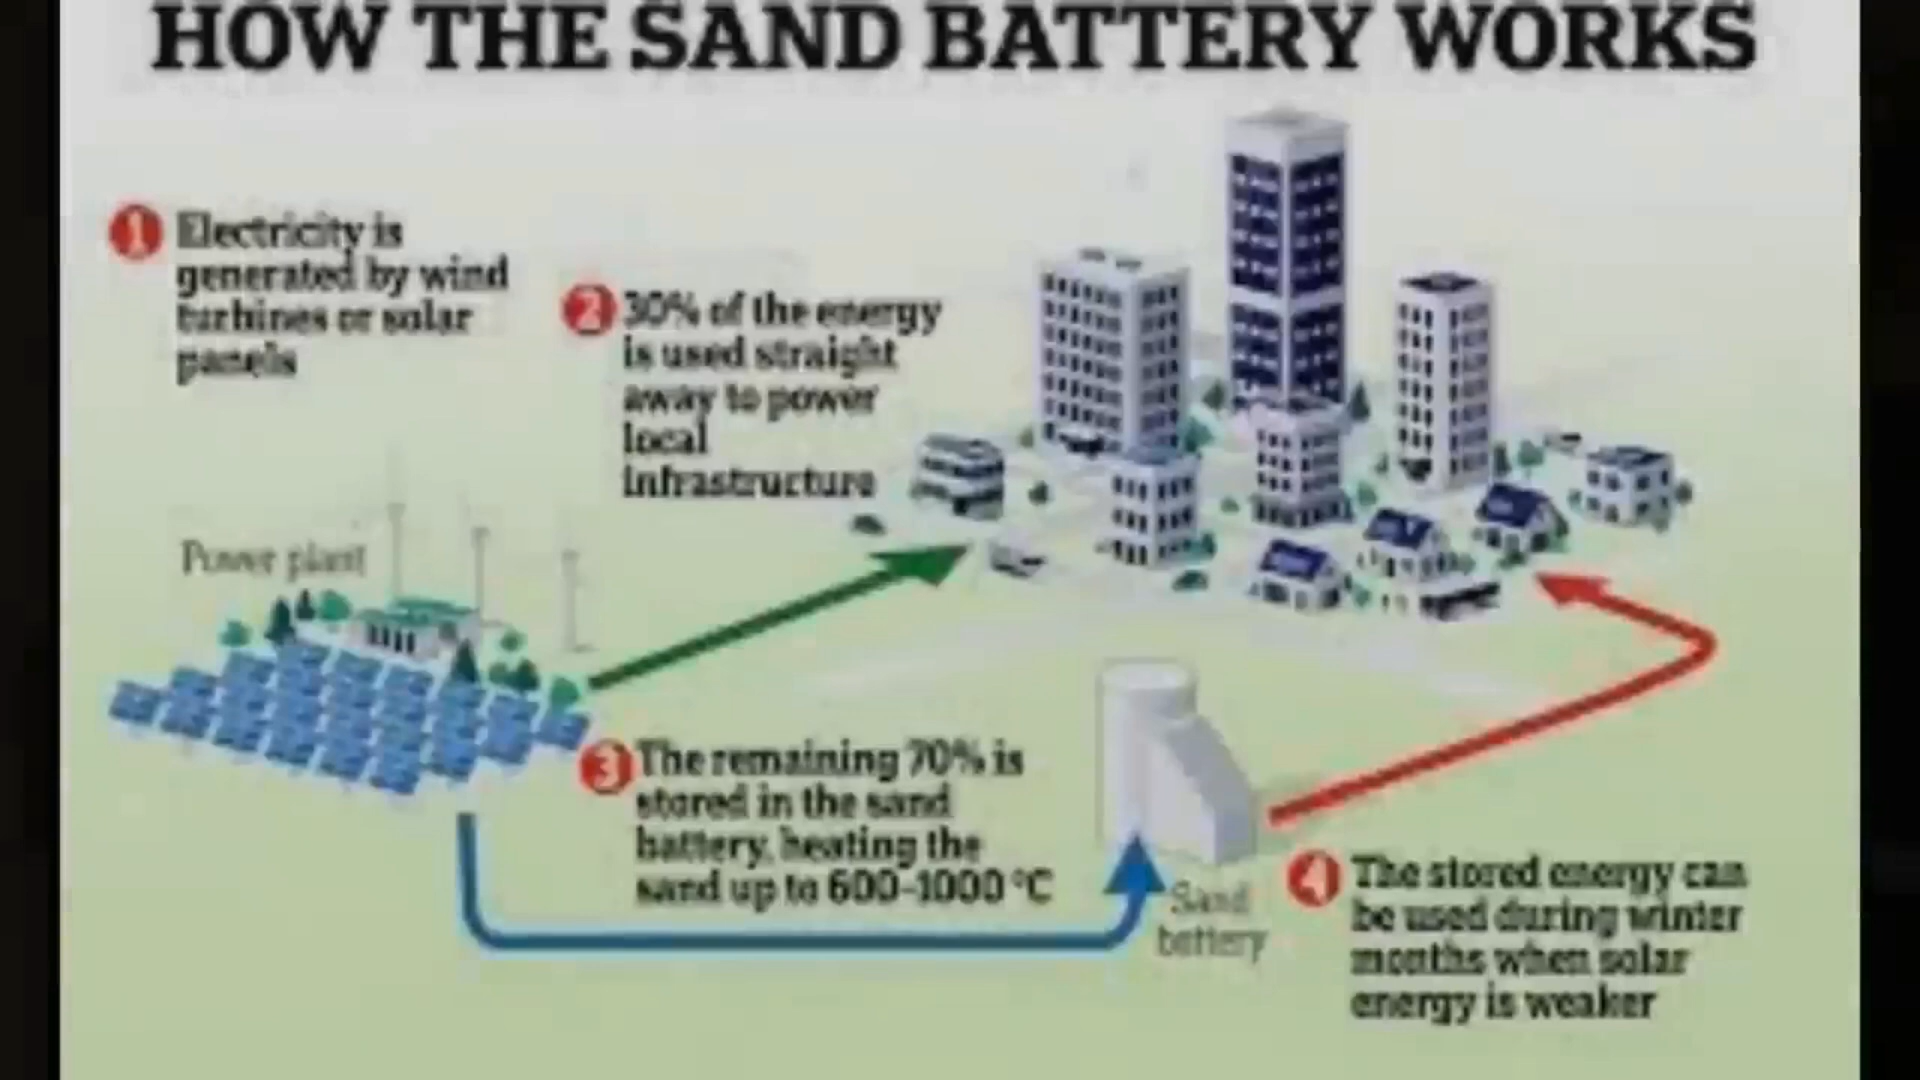 HOW THE SAND BATTERY WORKS
1 Electricity is
generated by wind
turbines or solar
panels
2 30% of the energy
is used straight
away to power
local
infrastructure
Power plant
3 The remaining 70% is
stored in the sand
battery, heating the
sand up to 600-1000 °C
Sand
battery
4 The stored energy can
be used during winter
months when solar
energy is weaker